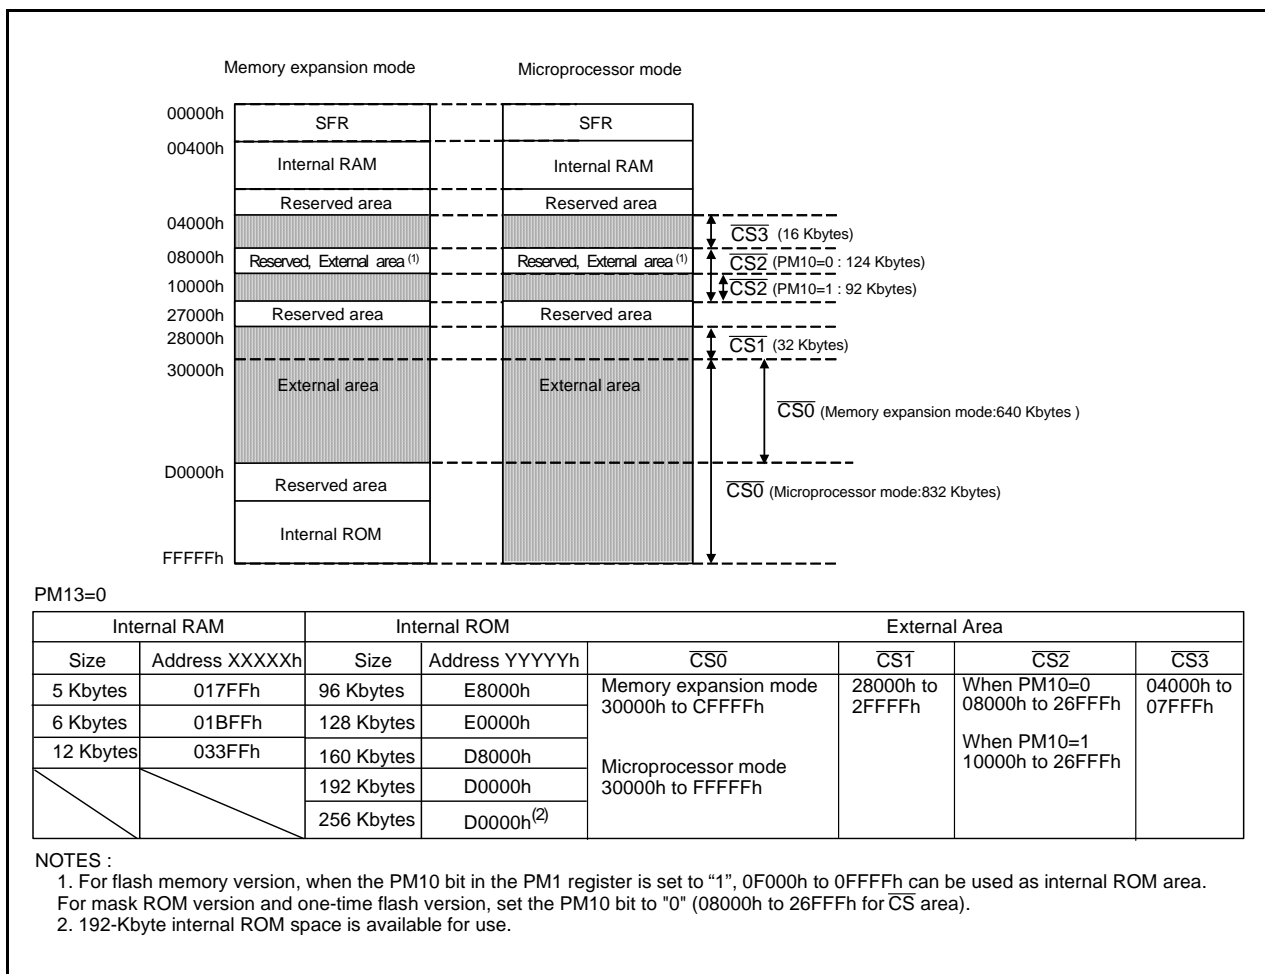 Memory expansion mode
Microprocessor mode
00000h
SFR
SFR
00400h
Internal RAM
Internal RAM
Reserved area
Reserved area
04000h
CS3 (16 Kbytes)
08000h
Reserved, External area (1)
Reserved, External area (1)
CS2 (PM10=0 : 124 Kbytes)
10000h
CS2 (PM10=1 : 92 Kbytes)
27000h
Reserved area
Reserved area
28000h
CS1 (32 Kbytes)
30000h
External area
External area
CS0 (Memory expansion mode:640 Kbytes )
D0000h
Reserved area
CS0 (Microprocessor mode:832 Kbytes)
Internal ROM
FFFFFh
PM13=0
Internal RAM
Internal ROM
External Area
Size
Address XXXXXh
Size
Address YYYYYh
CS0
CS1
CS2
CS3
5 Kbytes
017FFh
96 Kbytes
E8000h
6 Kbytes
01BFFh
128 Kbytes
E0000h
12 Kbytes
033FFh
160 Kbytes
D8000h
192 Kbytes
D0000h
256 Kbytes
D0000h(2)
Memory expansion mode
30000h to CFFFFh
Microprocessor mode
30000h to FFFFFh
28000h to
2FFFFh
When PM10=0
08000h to 26FFFh
When PM10=1
10000h to 26FFFh
04000h to
07FFFh
NOTES :
1. For flash memory version, when the PM10 bit in the PM1 register is set to “1”, 0F000h to 0FFFFh can be used as internal ROM area.
For mask ROM version and one-time flash version, set the PM10 bit to "0" (08000h to 26FFFh for CS area).
2. 192-Kbyte internal ROM space is available for use.